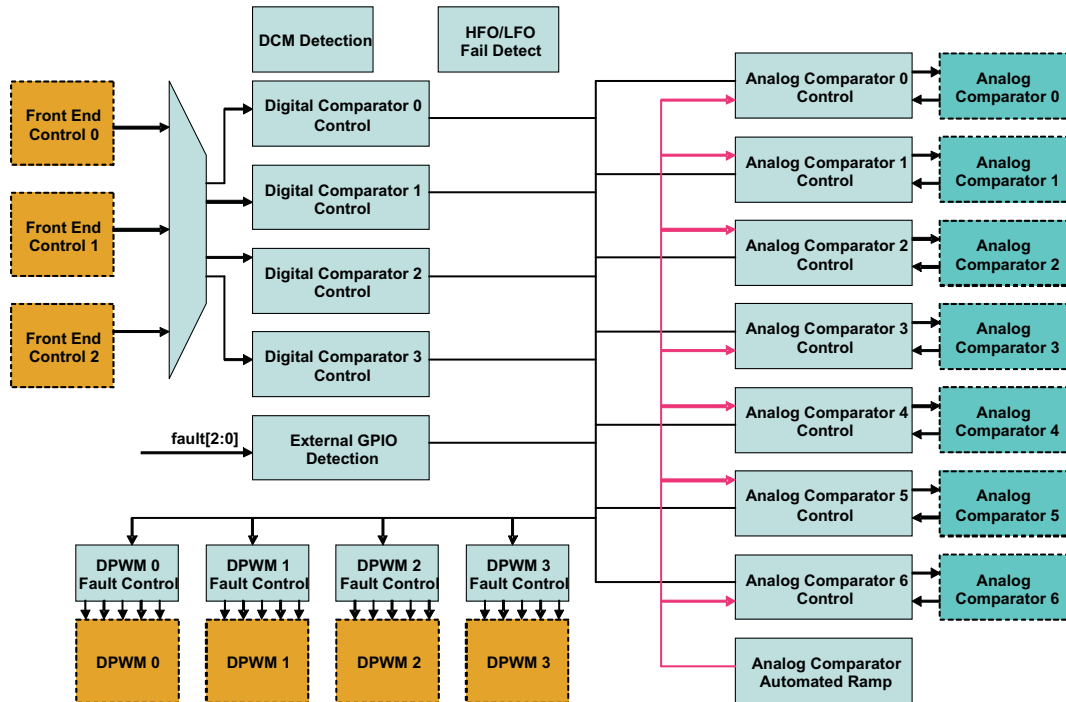 DCM Detection
HFO/LFO
Fail Detect
Front End
Control 0
Front End
Control 1
Front End
Control 2
Digital Comparator 0
Control
Digital Comparator 1
Control
Digital Comparator 2
Control
Digital Comparator 3
Control
fault[2:0]
External GPIO
Detection
Analog Comparator 0
Control
Analog
Comparator 0
Analog Comparator 1
Control
Analog
Comparator 1
Analog Comparator 2
Control
Analog
Comparator 2
Analog Comparator 3
Control
Analog
Comparator 3
Analog Comparator 4
Control
Analog
Comparator 4
Analog Comparator 5
Control
Analog
Comparator 5
Analog Comparator 6
Control
Analog
Comparator 6
Analog Comparator
Automated Ramp
DPWM 0
Fault Control
DPWM 1
Fault Control
DPWM 2
Fault Control
DPWM 3
Fault Control
DPWM 0
DPWM 1
DPWM 2
DPWM 3